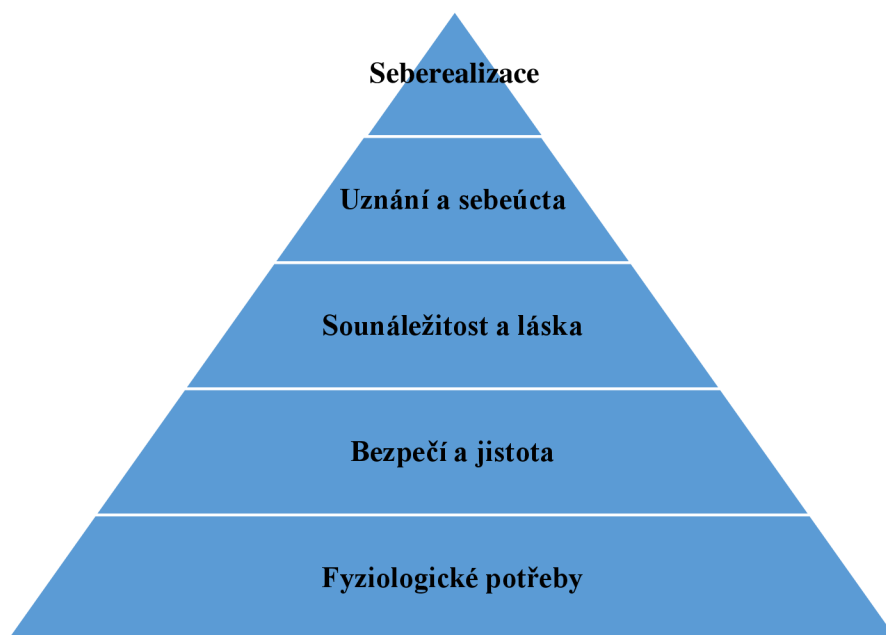 Seberealizace
Uznání a sebeúcta
Sounáležitost a láska
Bezpečí a jistota
Fyziologické potřeby